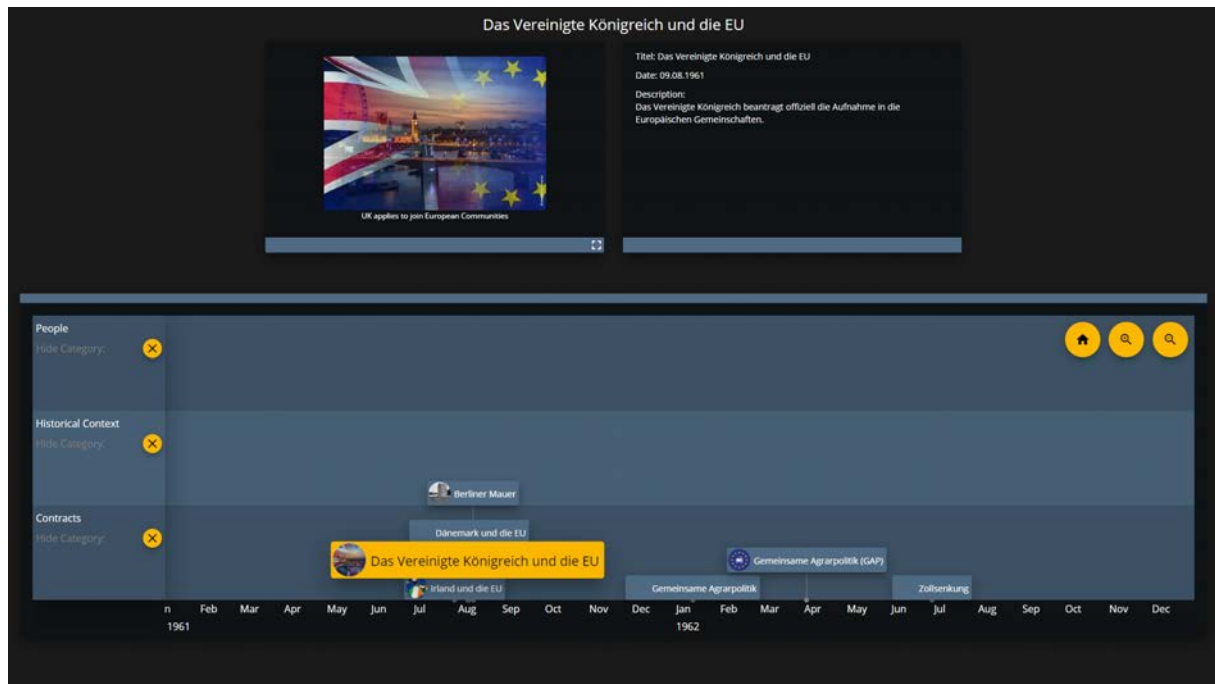 Das Vereinigte Königreich und die EU
UK applies to join European Communities
Titel: Das Vereinigte Königreich und die EU
Date: 09.08.1961
Description:
Das Vereinigte Königreich beantragt offiziell die Aufnahme in die
Europäischen Gemeinschaften.
People
Hide Category:
Historical Context
Hide Category:
Berliner Mauer
Contracts
Hide Category:
Dänemark und die EU
Das Vereinigte Königreich und die EU
Gemeinsame Agrarpolitik (GAP)
Irland und die EU
Gemeinsame Agrarpolitik
Zollsenkung
n Feb Mar Apr May Jun Jul Aug Sep Oct Nov Dec Jan Feb Mar Apr May Jun Jul Aug Sep Oct Nov Dec
1961 1962